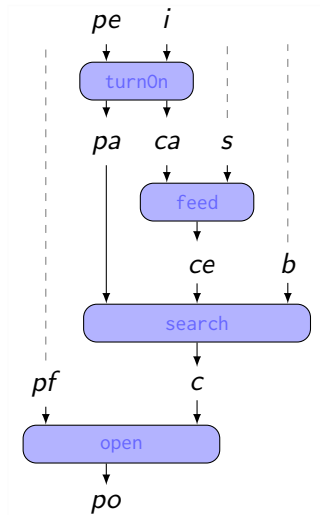 pe i
turnOn
pa ca s
feed
ce b
search
pf c
open
po